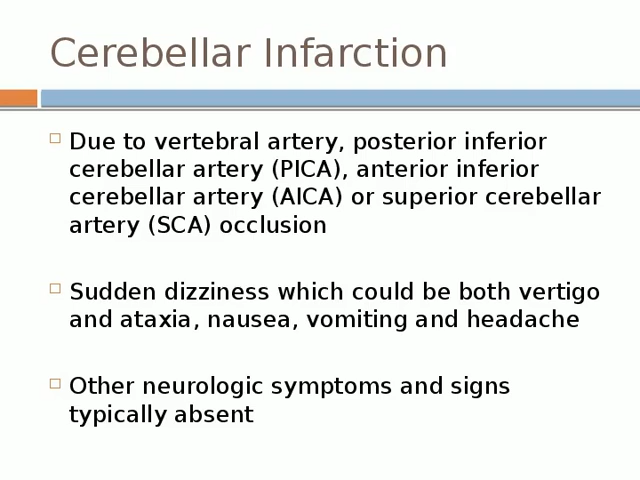 Cerebellar Infarction
Due to vertebral artery, posterior inferior
cerebellar artery (PICA), anterior inferior
cerebellar artery (AICA) or superior cerebellar
artery (SCA) occlusion
Sudden dizziness which could be both vertigo
and ataxia, nausea, vomiting and headache
Other neurologic symptoms and signs
typically absent